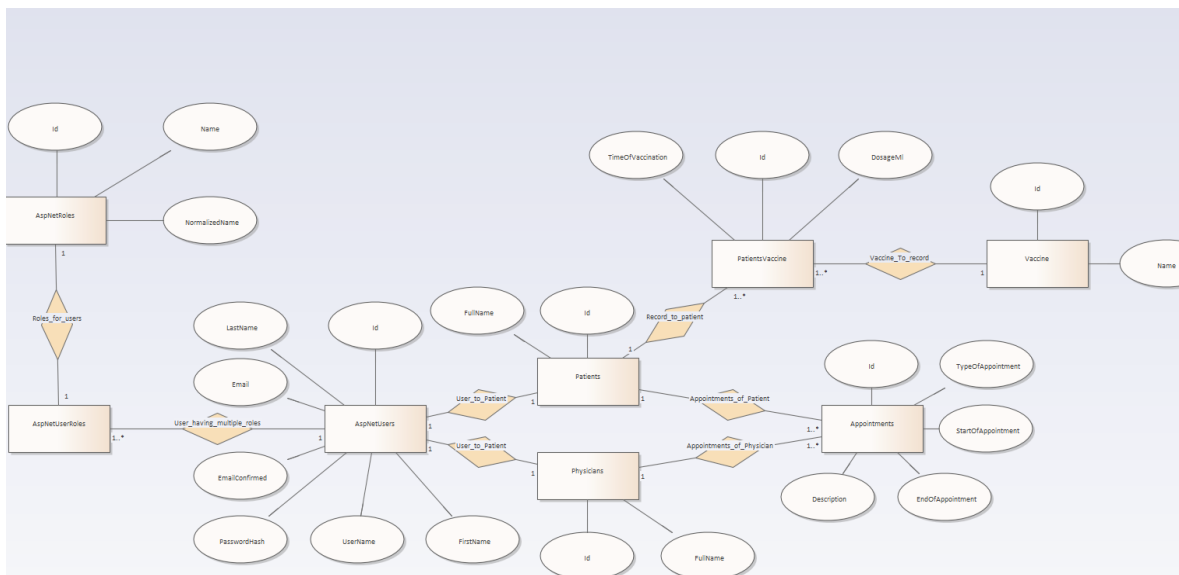 Id
Name
NormalizedName
AspNetRoles
1
Roles_for_users
1
AspNetUserRoles
1..*
User_having_multiple_roles
1
LastName
Id
Email
AspNetUsers
EmailConfirmed
PasswordHash
UserName
FirstName
1
User_to_Patient
1
1
User_to_Patient
1
FullName
Id
Patients
1
Record_to_patient
1..*
TimeOfVaccination
Id
DosageMl
PatientsVaccine
1..*
Vaccine_To_record
1
Id
Vaccine
Name
1
Appointments_of_Patient
1..*
Physicians
1
Appointments_of_Physician
1..*
Id
FullName
Id
TypeOfAppointment
StartOfAppointment
Appointments
Description
EndOfAppointment